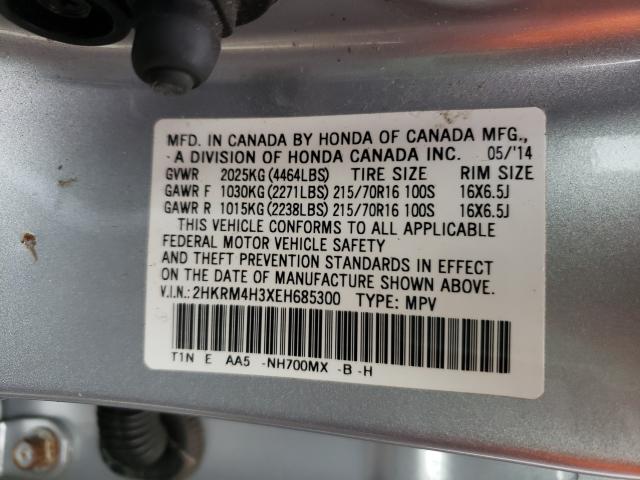 MFD. IN CANADA BY HONDA OF CANADA MFG.,
A DIVISION OF HONDA CANADA INC. 05/'14
GVWR 2025KG(4464LBS) TIRE SIZE RIM SIZE
GAWR F 1030KG(2271LBS) 215/70R16 100S 16X6.5J
GAWR R 1015KG(2238LBS) 215/70R16 100S 16X6.5J
THIS VEHICLE CONFORMS TO ALL APPLICABLE
FEDERAL MOTOR VEHICLE SAFETY
AND THEFT PREVENTION STANDARDS IN EFFECT
ON THE DATE OF MANUFACTURE SHOWN ABOVE.
V.I.N.:2HKRM4H3XEH685300 TYPE: MPV
T1N E AA5 -NH700MX -B -H